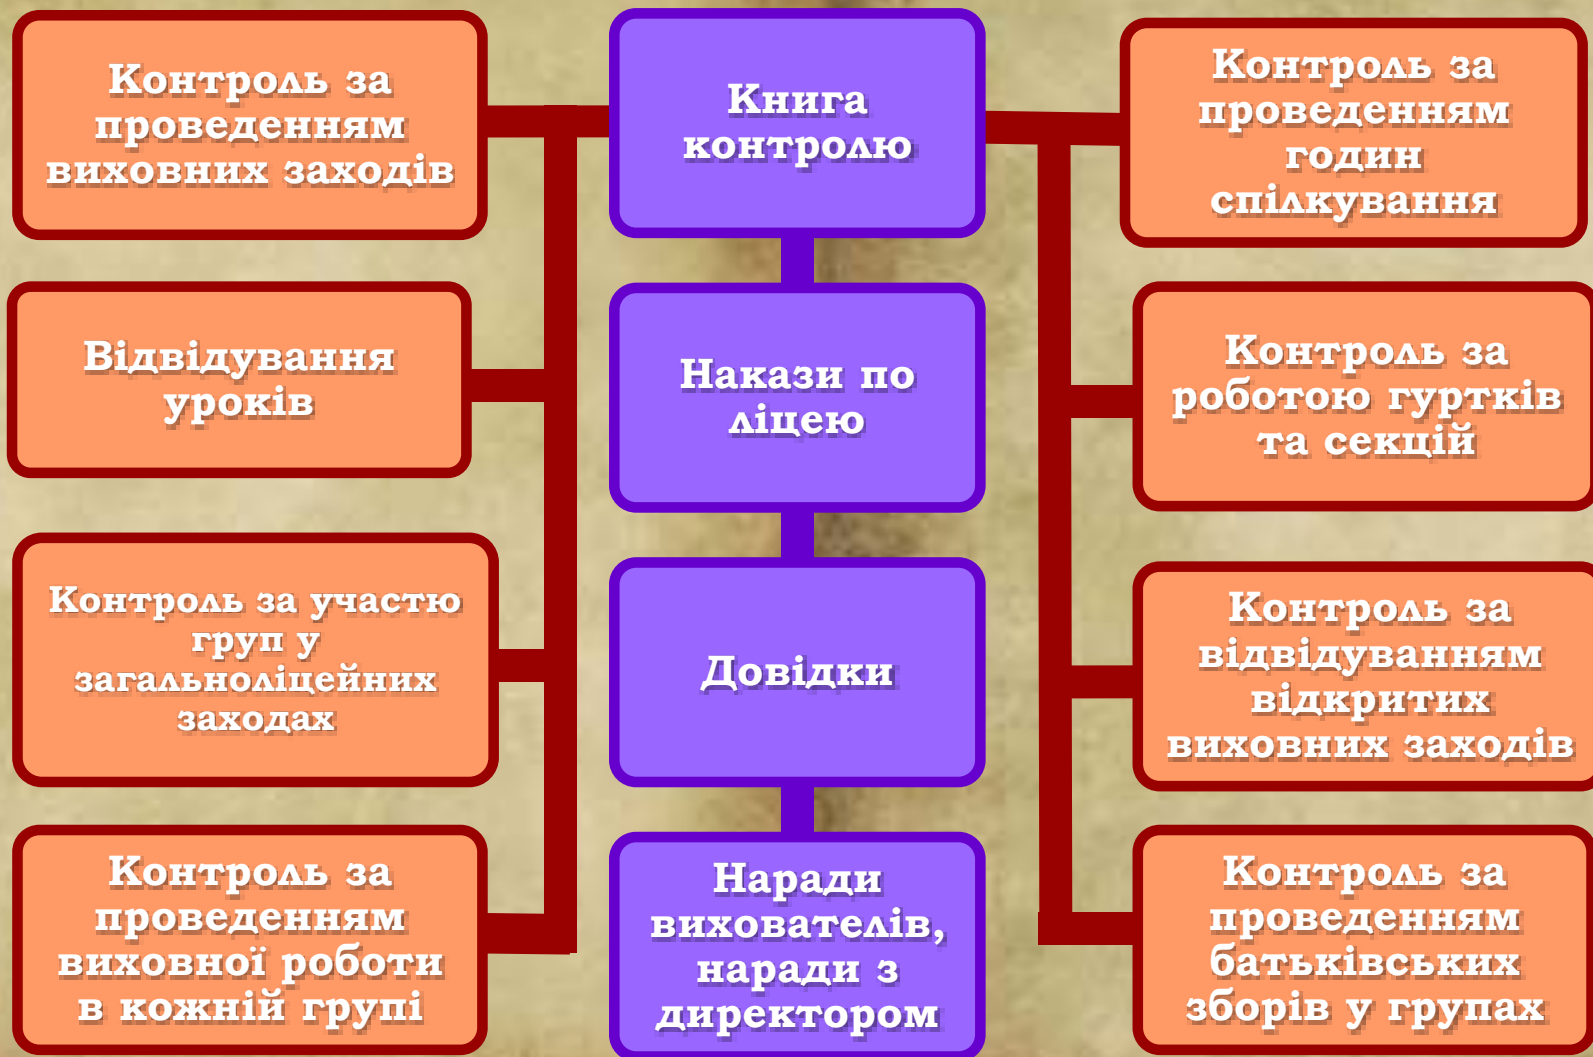 Контроль за
проведенням
виховних заходів
Книга
контролю
Контроль за
проведенням
годин
спілкування
Відвідування
уроків
Накази по
ліцею
Контроль за
роботою гуртків
та секцій
Контроль за участю
груп у
загальноліцейних
заходах
Довідки
Контроль за
відвідуванням
відкритих
виховних заходів
Контроль за
проведенням
виховної роботи
в кожній групі
Наради
вихователів,
наради з
директором
Контроль за
проведенням
батьківських
зборів у групах